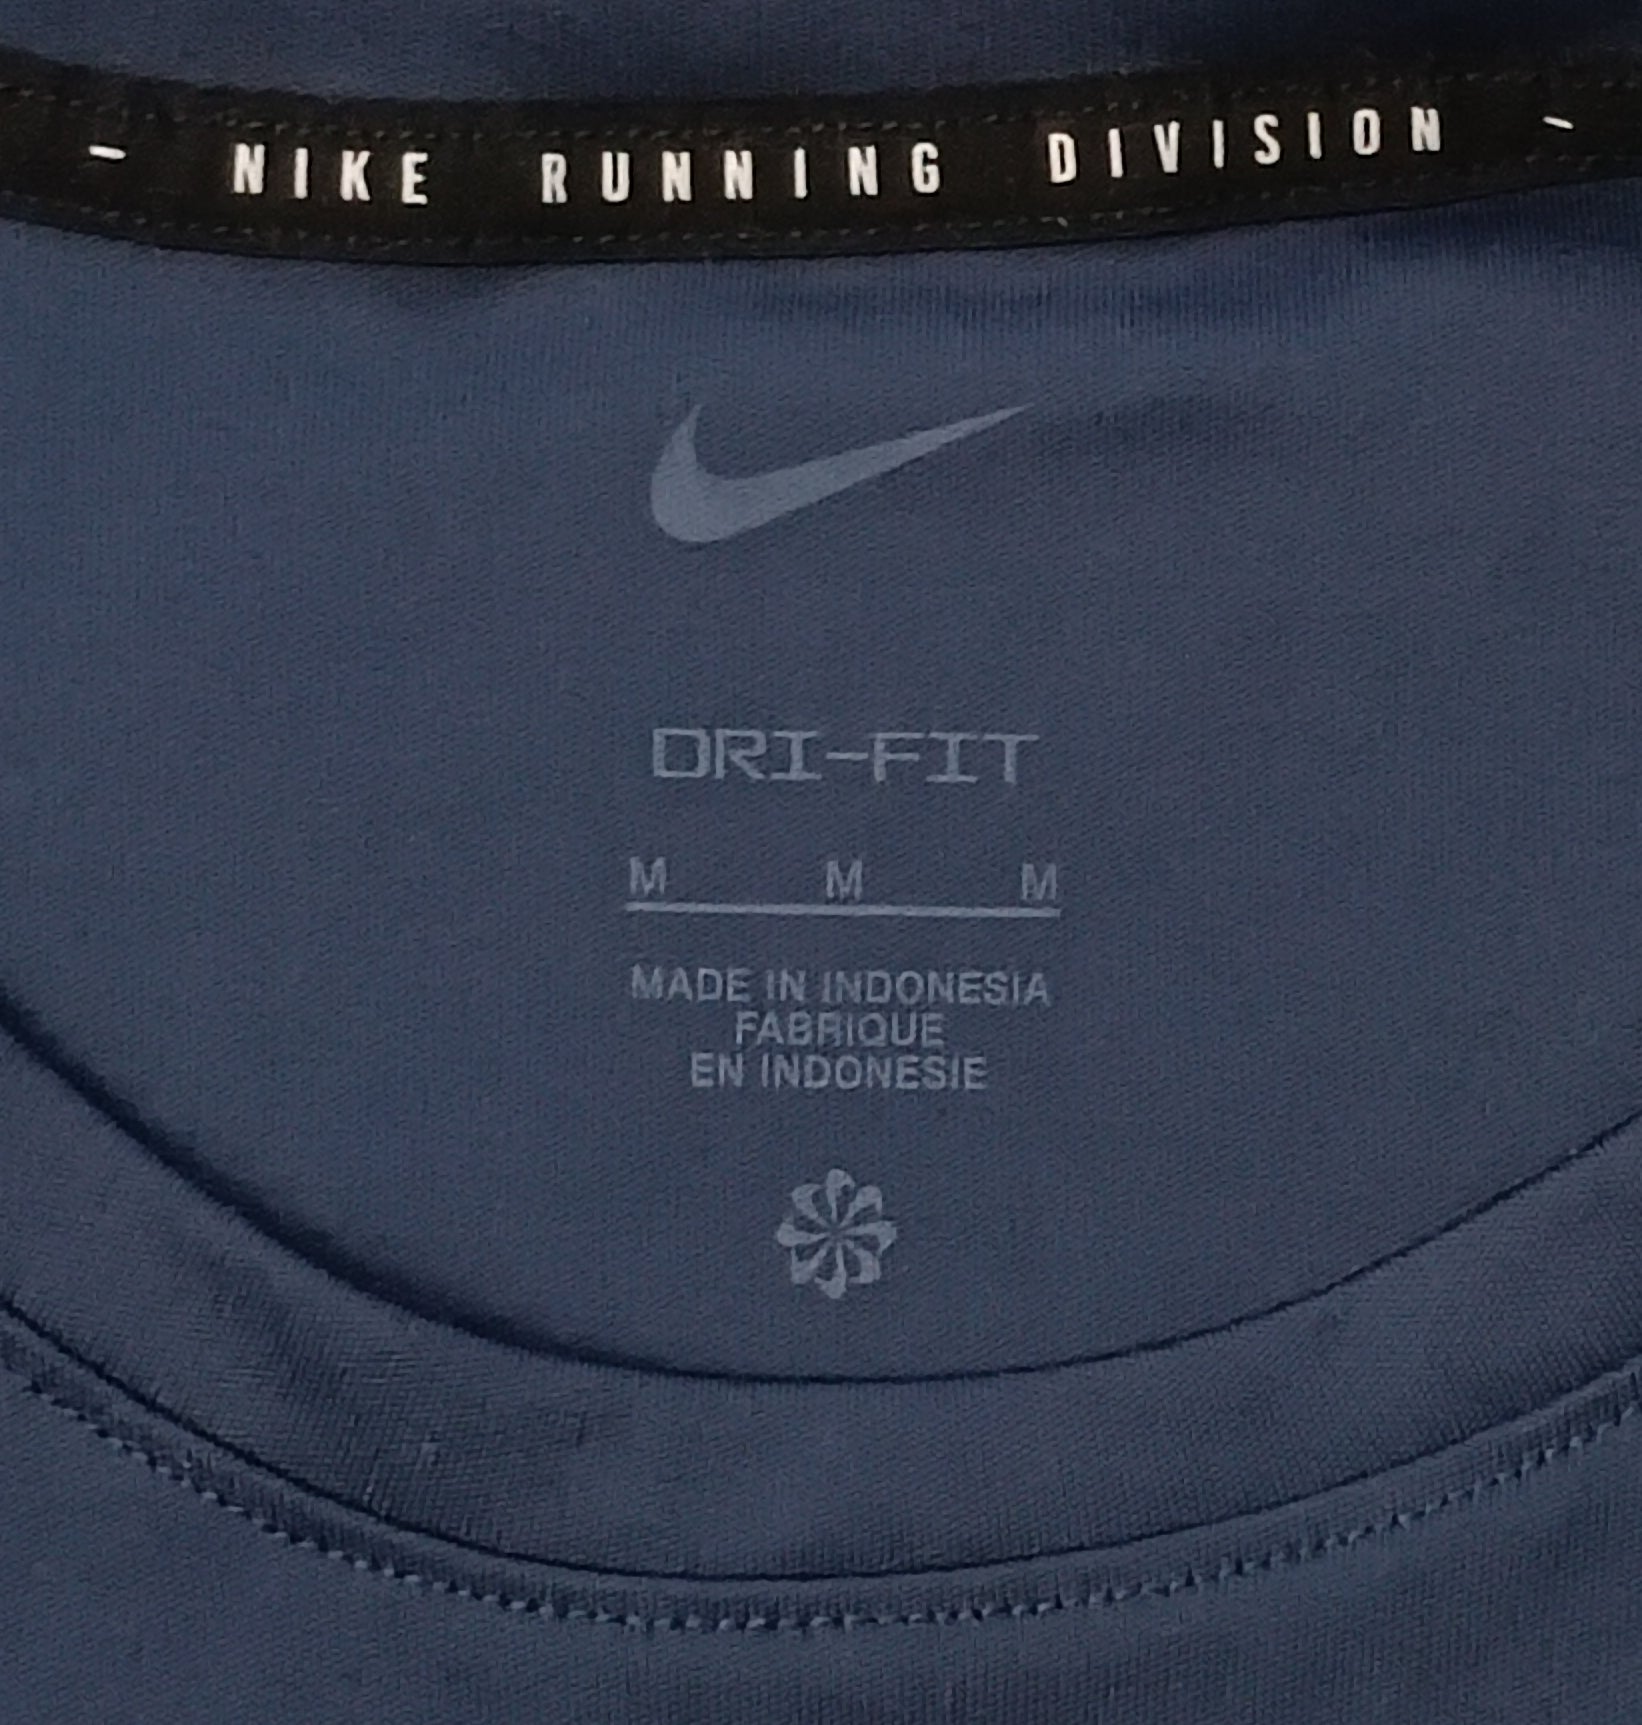 - NIKE RUNNING DIVISION -
DRI-FIT
M M M
MADE IN INDONESIA
FABRIQUE
EN INDONESIE